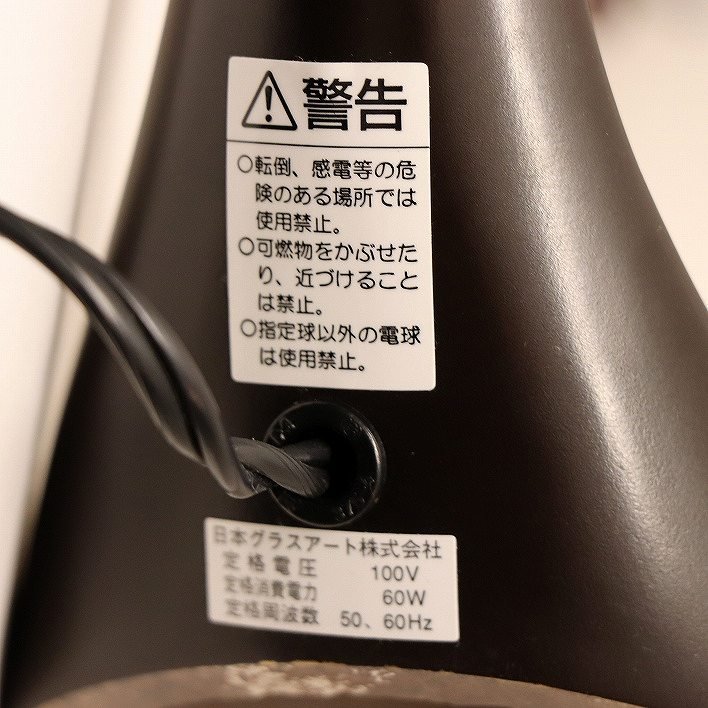 警告
○転倒、感電等の危
険のある場所では
使用禁止。
○可燃物をかぶせた
り、近づけること
は禁止。
○指定球以外の電球
は使用禁止。
日本グラスアート株式会社
定格電圧 100V
定格消費電力 60W
定格周波数 50、60Hz